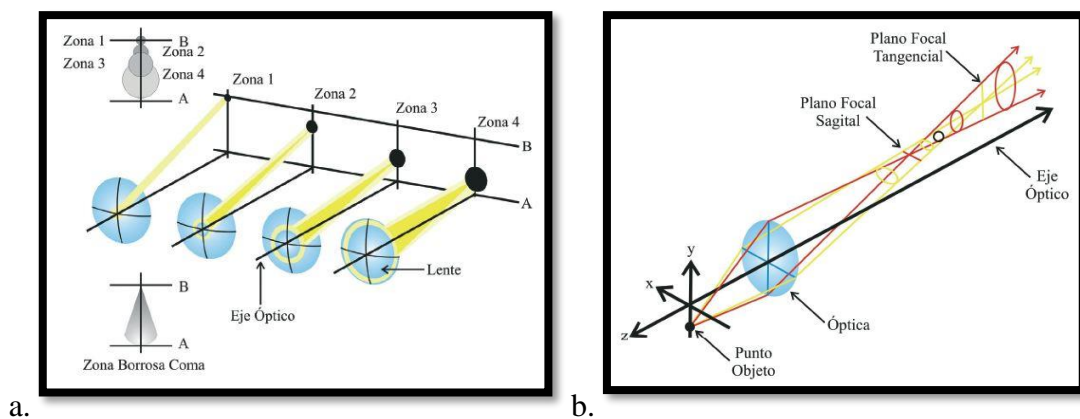 Zona 1
B
Zona 2
Zona 3
Zona 4
A
Zona 1
Zona 2
Zona 3
Zona 4
B
A
Lente
Eje Óptico
B
A
Zona Borrosa Coma
a.
Plano Focal
Tangencial
Plano Focal
Sagital
Eje
Óptico
y
x
z
Óptica
Punto
Objeto
b.